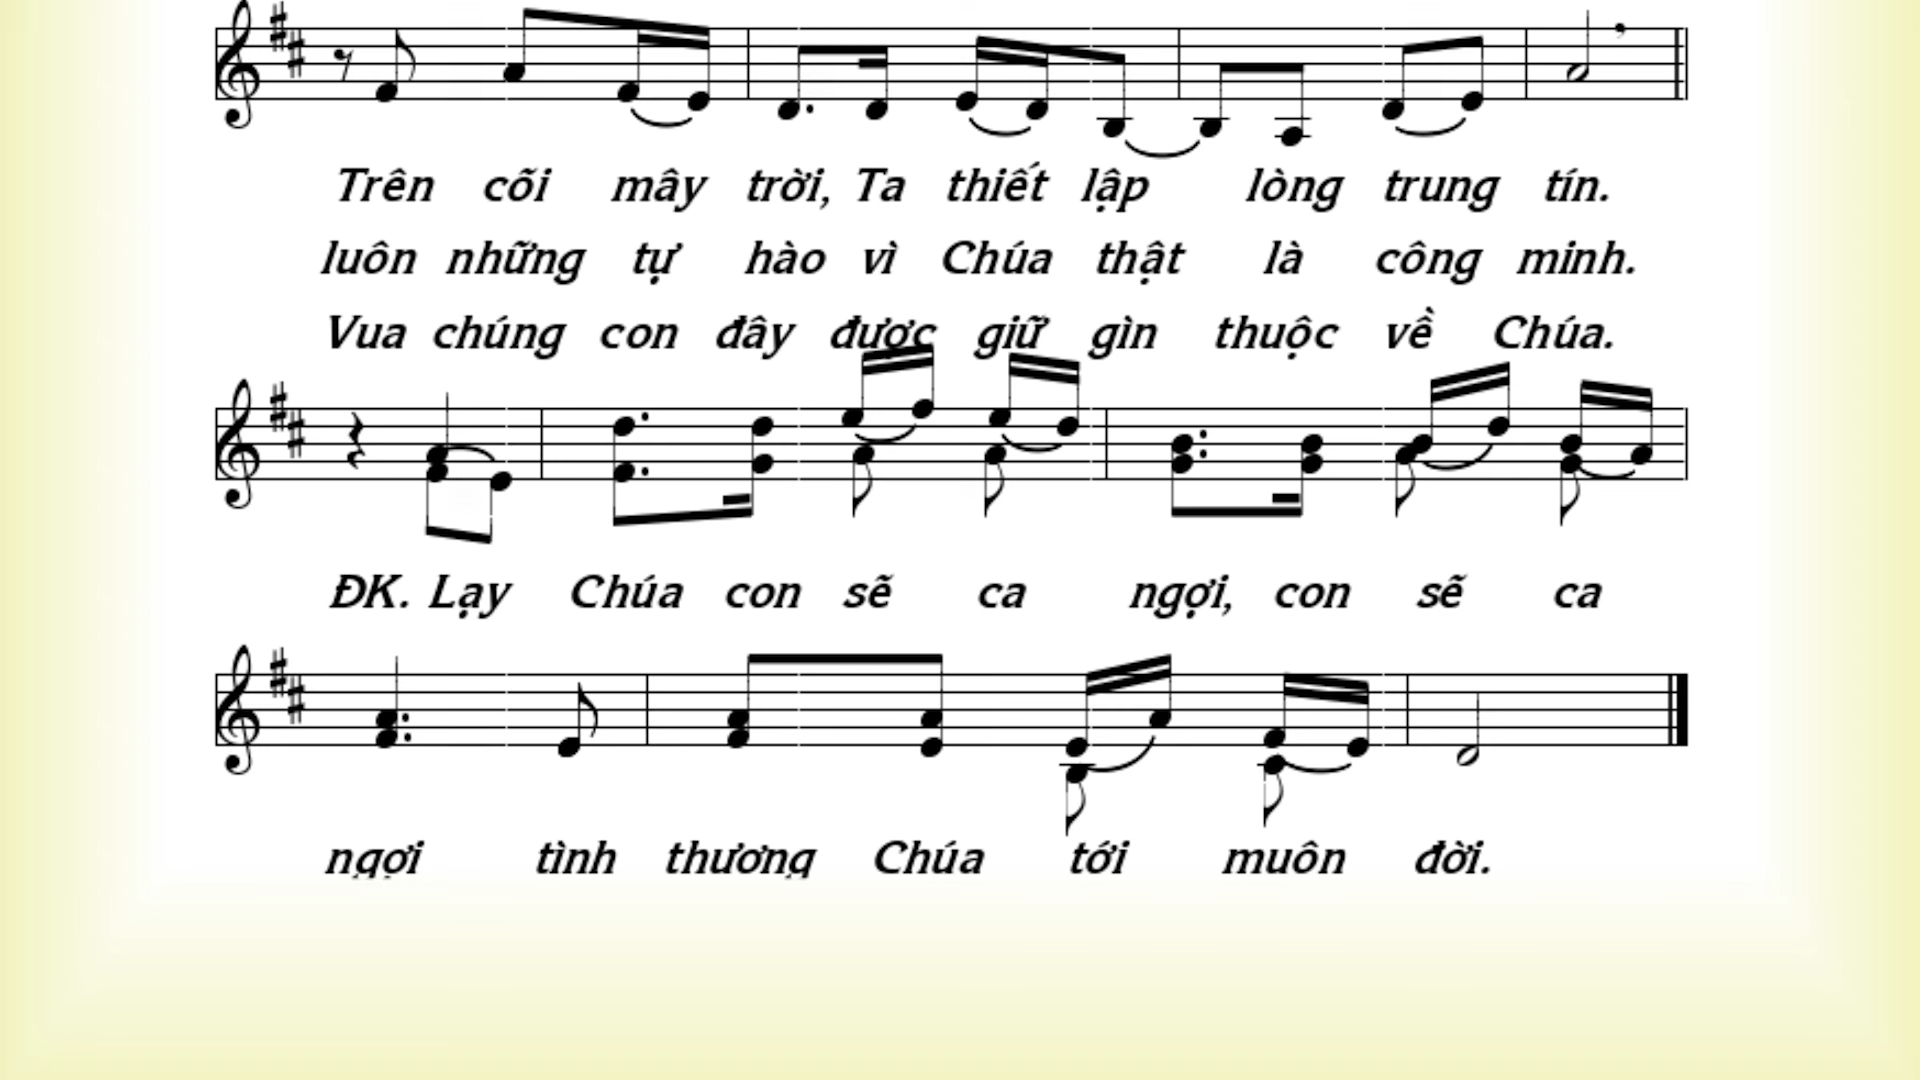 Trên cõi mây trời, Ta thiết lập lòng trung tín.
luôn những tự hào vì Chúa thật là công minh.
Vua chúng con đây được giữ gìn thuộc về Chúa.
ĐK. Lạy Chúa con sẽ ca ngợi, con sẽ ca
ngợi tình thương Chúa tới muôn đời.